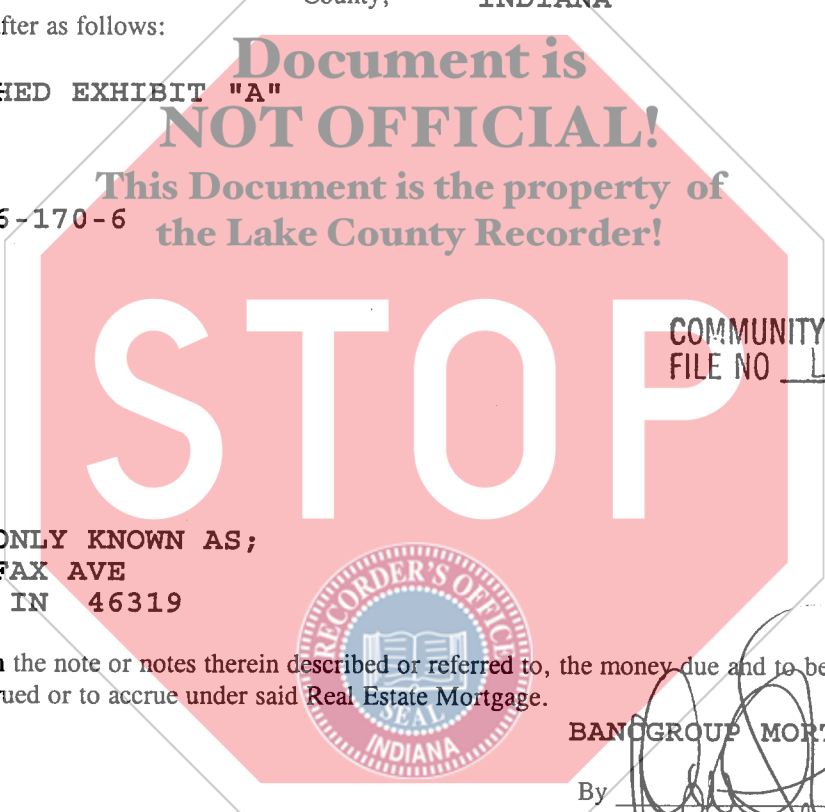 County, INDIANA
fter as follows:
Document is
HED EXHIBIT "A"
NOT OFFICIAL!
This Document is the property of
6-170-6
the Lake County Recorder!
STOP
COMMUNITY
FILE NO L
ONLY KNOWN AS;
FAX AVE
IN 46319
RECORDER'S OFFICE
SEAL
INDIANA
the note or notes therein described or referred to, the money due and to be
ued or to accrue under said Real Estate Mortgage.
BANCGROUP MORT
By